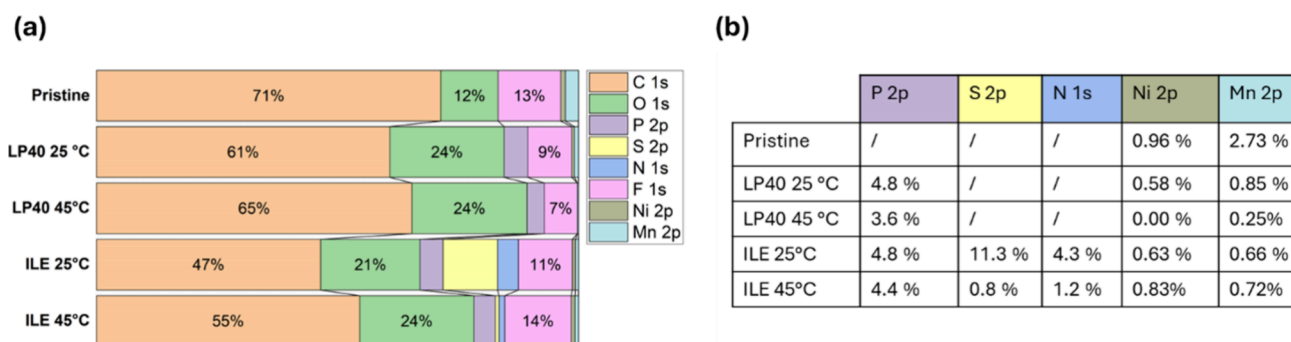 (a)
Pristine 71% 12% 13%
LP40 25 °C 61% 24% 9%
LP40 45°C 65% 24% 7%
ILE 25°C 47% 21% 11%
ILE 45°C 55% 24% 14%
C 1s
O 1s
P 2p
S 2p
N 1s
F 1s
Ni 2p
Mn 2p
(b)
P 2p S 2p N 1s Ni 2p Mn 2p
Pristine / / / 0.96 % 2.73 %
LP40 25 °C 4.8 % / / 0.58 % 0.85 %
LP40 45 °C 3.6 % / / 0.00 % 0.25%
ILE 25°C 4.8 % 11.3 % 4.3 % 0.63 % 0.66 %
ILE 45°C 4.4 % 0.8 % 1.2 % 0.83% 0.72%